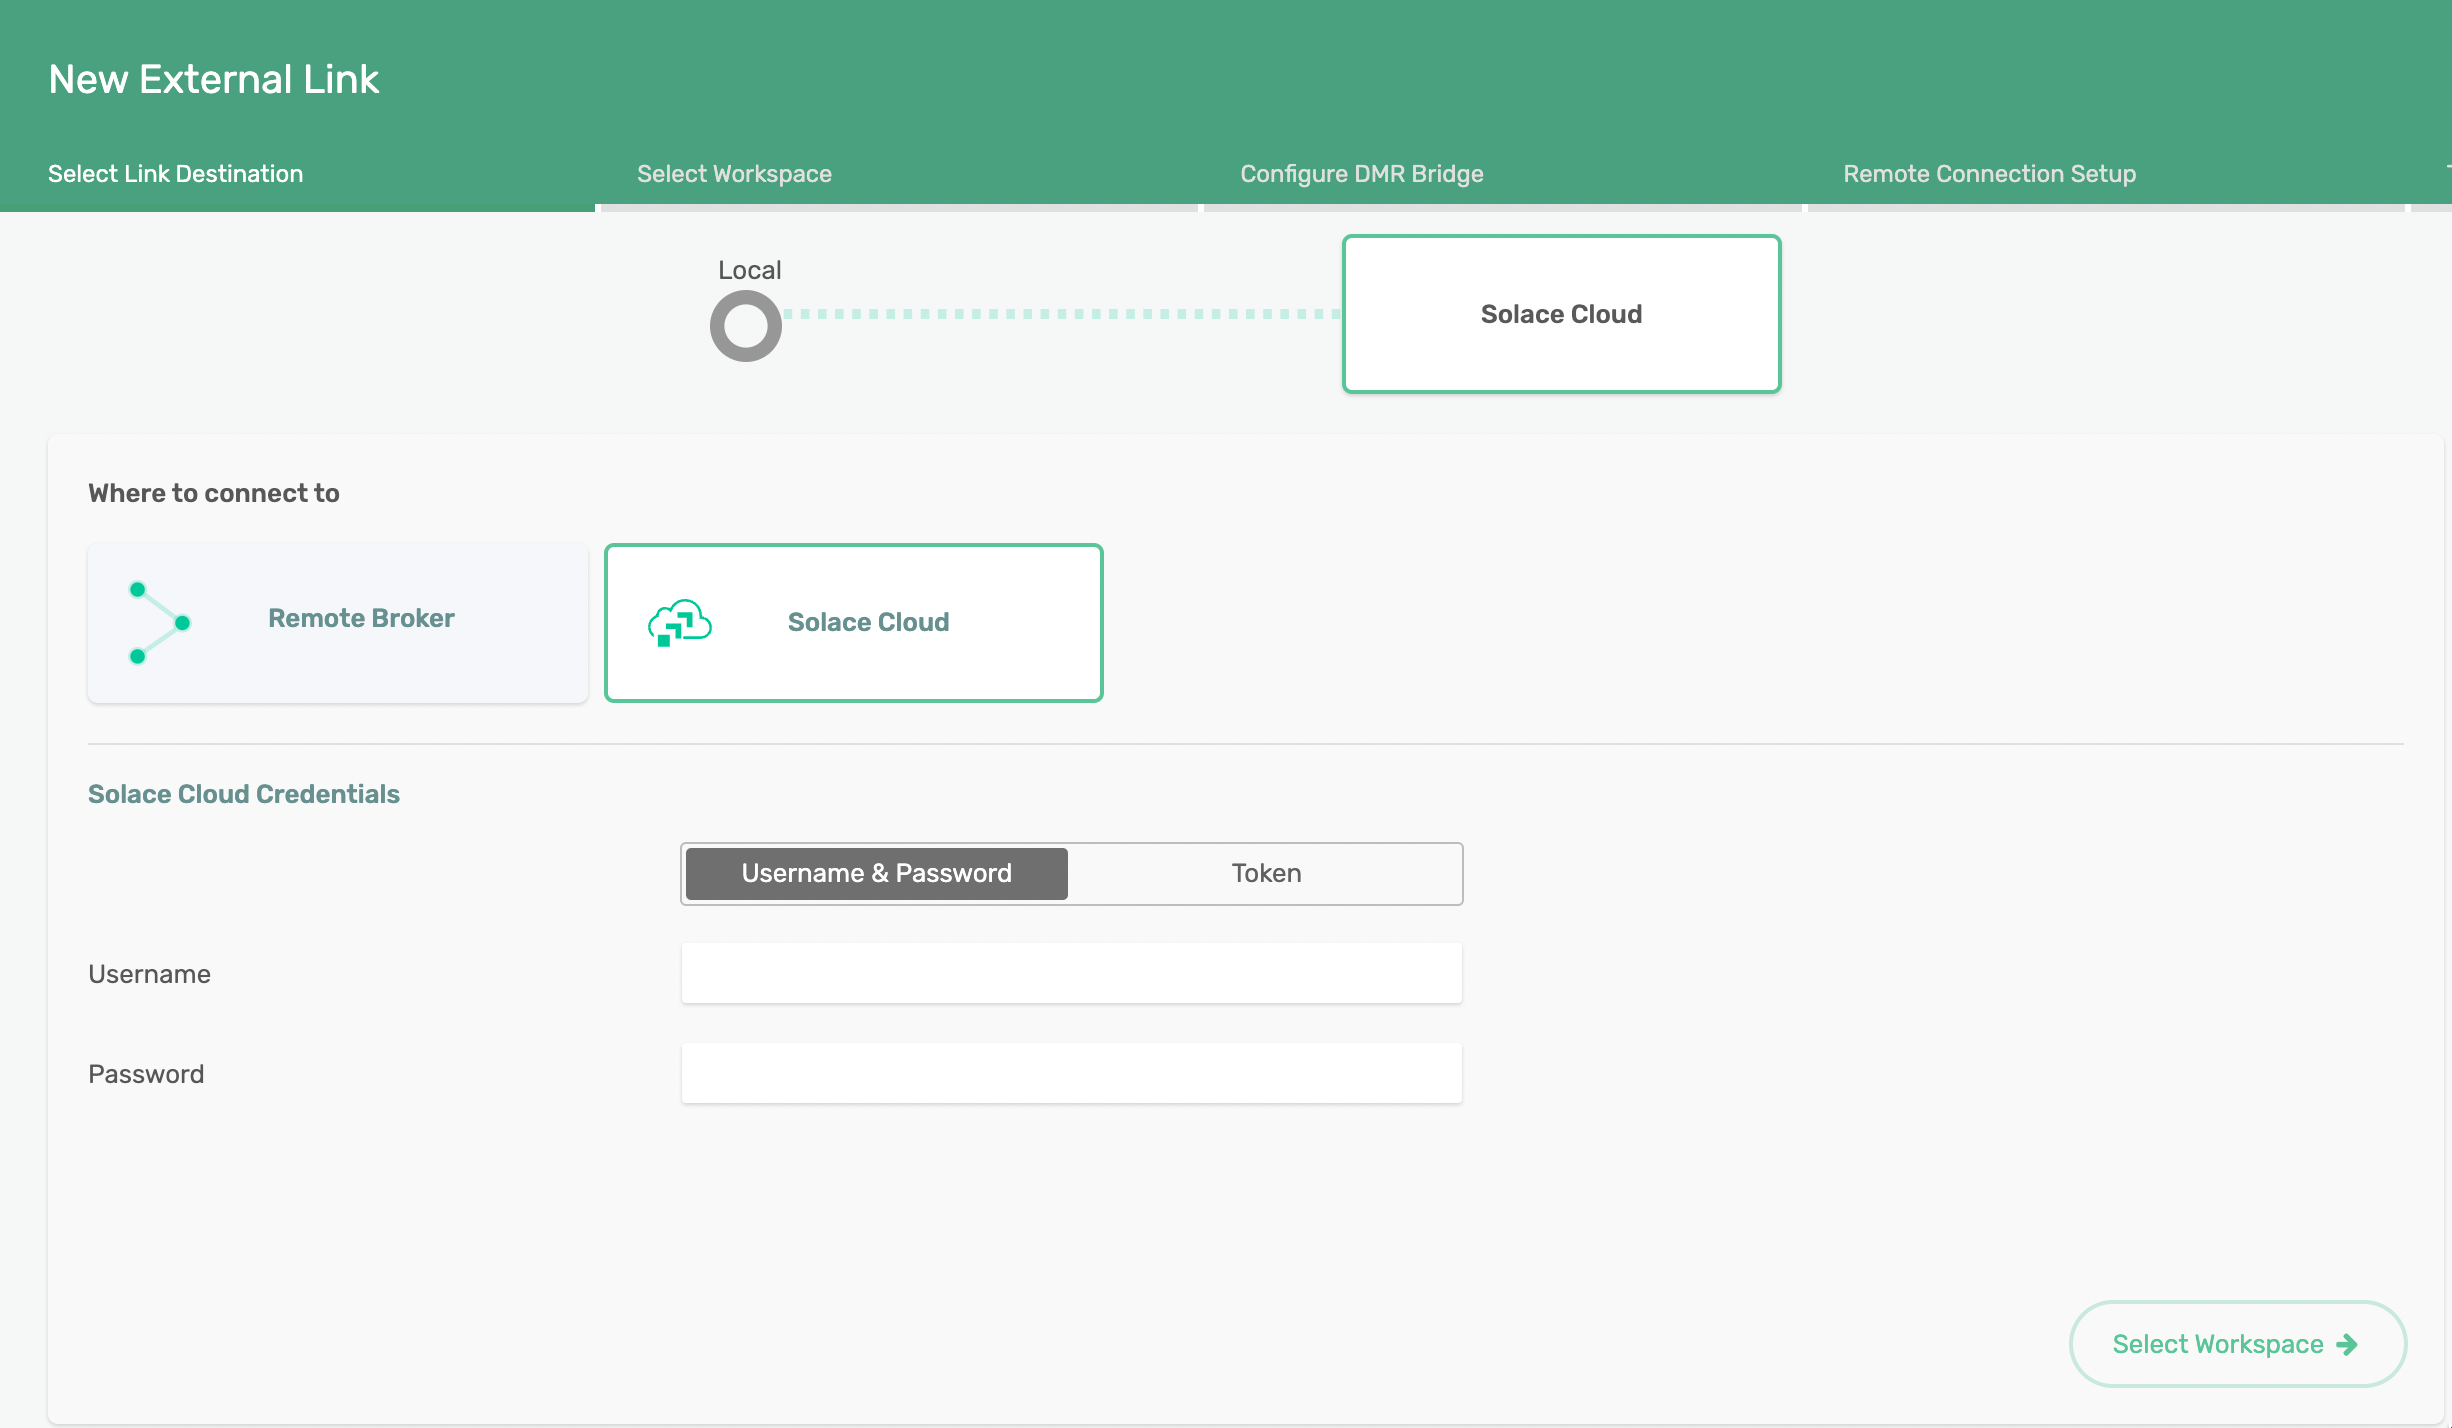 New External Link
Select Link Destination
Select Workspace
Configure DMR Bridge
Remote Connection Setup
Local
Solace Cloud
Where to connect to
Remote Broker
Solace Cloud
Solace Cloud Credentials
Username & Password
Token
Username
Password
Select Workspace